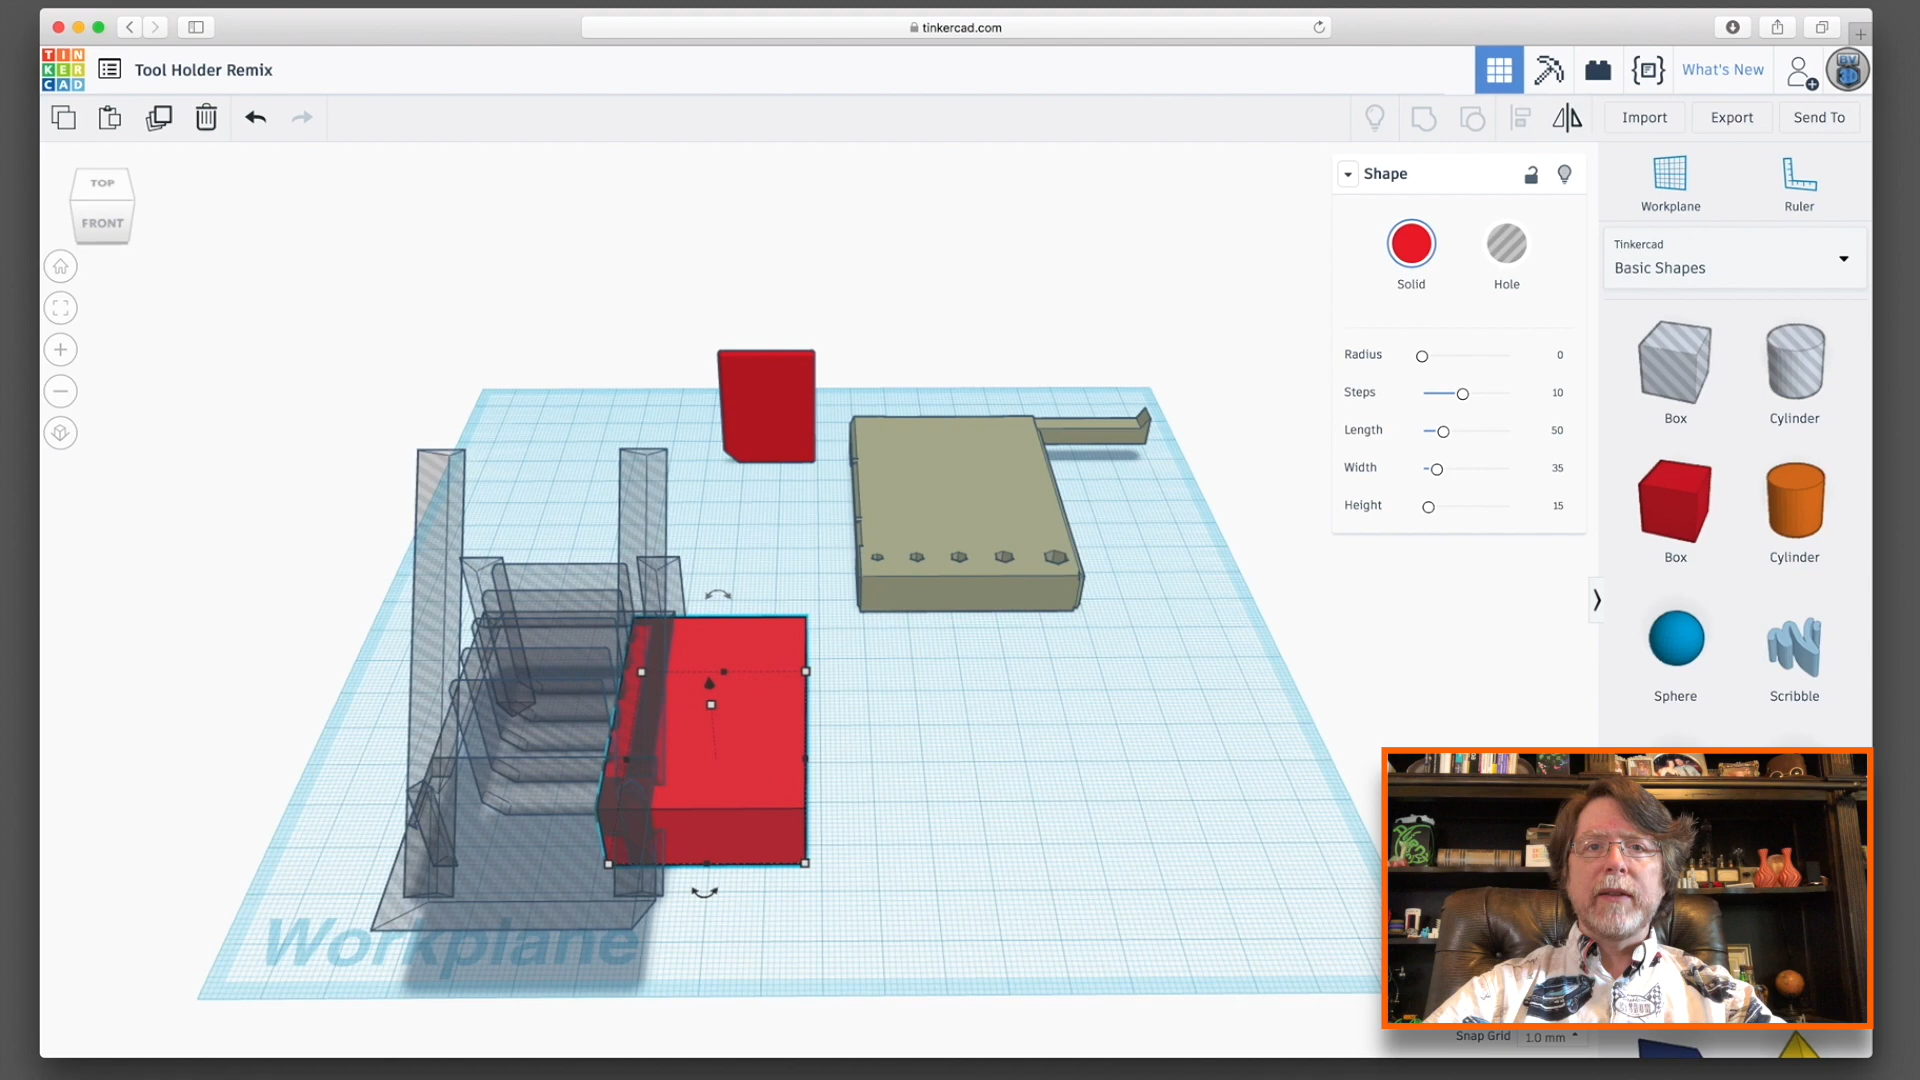 tinkercad.com
TIN
KER
CAD
Tool Holder Remix
What's New
Import
Export
Send To
TOP
FRONT
Shape
Solid
Hole
Radius 0
Steps 10
Length 50
Width 35
Height 15
Workplane
Ruler
Tinkercad
Basic Shapes
Box
Cylinder
Box
Cylinder
Sphere
Scribble
Workplane
Snap Grid 1.0 mm